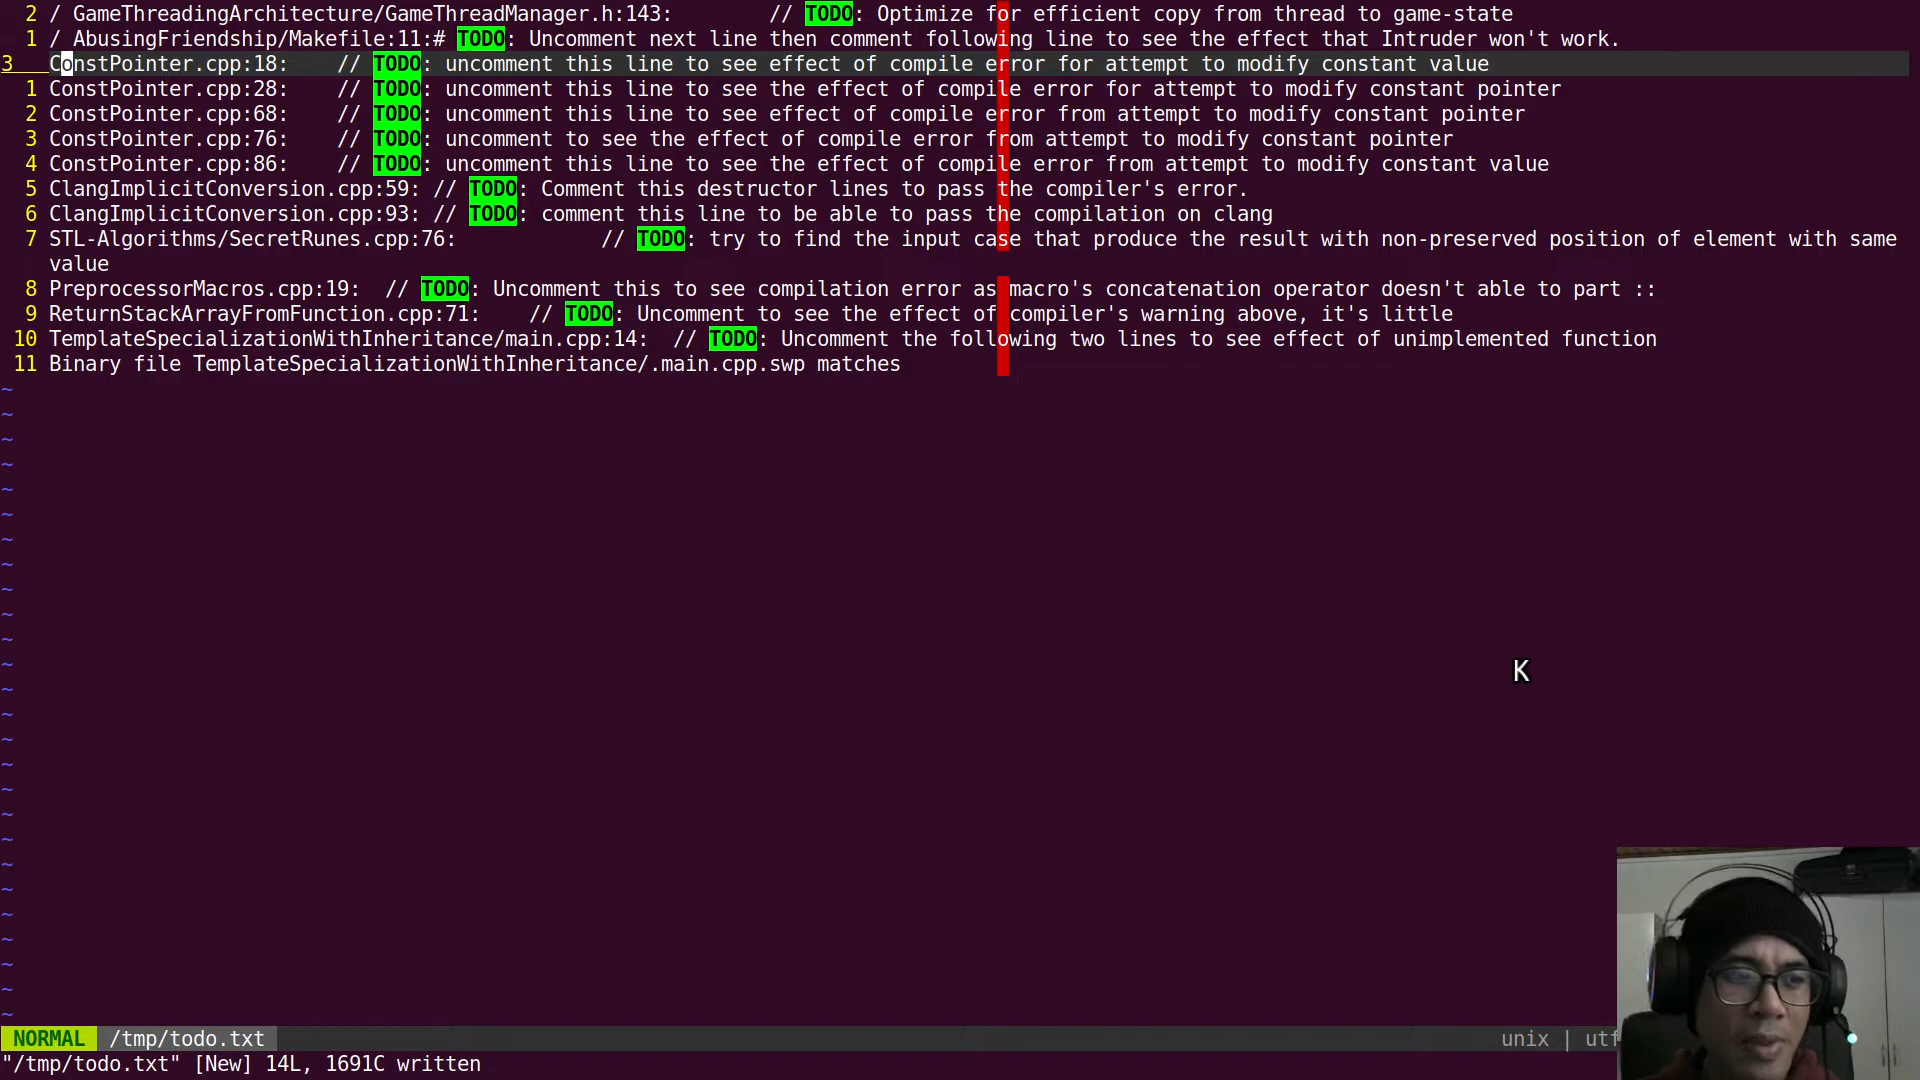 2 / GameThreadingArchitecture/GameThreadManager.h:143:        // TODO: Optimize for efficient copy from thread to game-state
1 / AbusingFriendship/Makefile:11:# TODO: Uncomment next line then comment following line to see the effect that Intruder won't work.
3 ConstPointer.cpp:18:    // TODO: uncomment this line to see effect of compile error for attempt to modify constant value
1 ConstPointer.cpp:28:    // TODO: uncomment this line to see the effect of compile error for attempt to modify constant pointer
2 ConstPointer.cpp:68:    // TODO: uncomment this line to see effect of compile error from attempt to modify constant pointer
3 ConstPointer.cpp:76:    // TODO: uncomment to see the effect of compile error from attempt to modify constant pointer
4 ConstPointer.cpp:86:    // TODO: uncomment this line to see the effect of compile error from attempt to modify constant value
5 ClangImplicitConversion.cpp:59: // TODO: Comment this destructor lines to pass the compiler's error.
6 ClangImplicitConversion.cpp:93: // TODO: comment this line to be able to pass the compilation on clang
7 STL-Algorithms/SecretRunes.cpp:76:            // TODO: try to find the input case that produce the result with non-preserved position of element with same
value
8 PreprocessorMacros.cpp:19:  // TODO: Uncomment this to see compilation error as macro's concatenation operator doesn't able to part ::
9 ReturnStackArrayFromFunction.cpp:71:    // TODO: Uncomment to see the effect of compiler's warning above, it's little
10 TemplateSpecializationWithInheritance/main.cpp:14:  // TODO: Uncomment the following two lines to see effect of unimplemented function
11 Binary file TemplateSpecializationWithInheritance/.main.cpp.swp matches
~
~
~
~
~
~
~
~
~
~
~
~
K
~
~
~
~
~
~
~
~
~
~
~
~
~
~
NORMAL /tmp/todo.txt unix | utf
"/tmp/todo.txt" [New] 14L, 1691C written